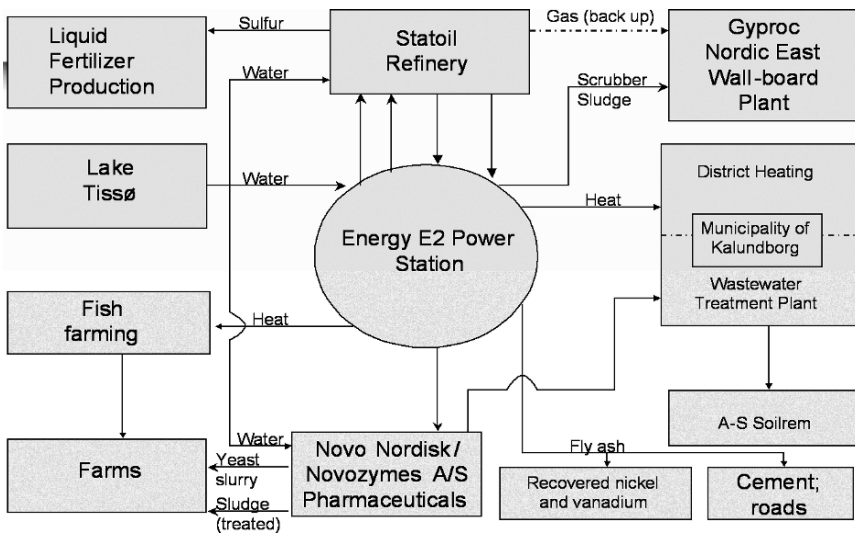 Liquid
Fertilizer
Production
Sulfur
Statoil
Refinery
Gas (back up)
Gyproc
Nordic East
Wall-board
Plant
Water
Scrubber
Sludge
Lake
Tissø
Water
District Heating
Heat
Municipality of
Kalundborg
Energy E2 Power
Station
Wastewater
Treatment Plant
Fish
farming
Heat
A-S Soilrem
Farms
Water
Yeast
slurry
Sludge
(treated)
Novo Nordisk/
Novozymes A/S
Pharmaceuticals
Fly ash
Recovered nickel
and vanadium
Cement;
roads